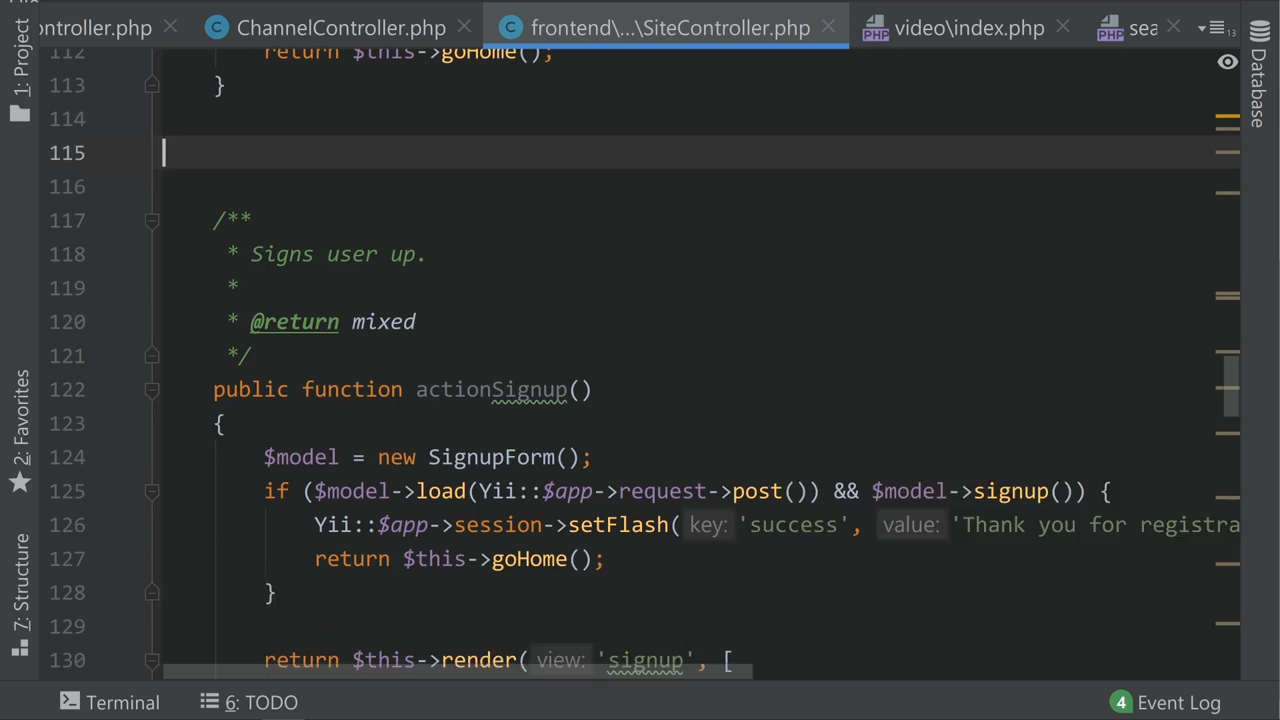 ontroller.php
ChannelController.php
frontend\...\SiteController.php
video\index.php
sea
13
1: Project
2: Favorites
7: Structure
Database
112 return $this->goHome();
113 }
114
115
116
117 /**
118 * Signs user up.
119 *
120 * @return mixed
121 */
122 public function actionSignup()
123 {
124 $model = new SignupForm();
125 if ($model->load(Yii::$app->request->post()) && $model->signup()) {
126 Yii::$app->session->setFlash( key: 'success', value: 'Thank you for registra
127 return $this->goHome();
128 }
129
130 return $this->render( view: 'signup', [
Terminal
6: TODO
4 Event Log